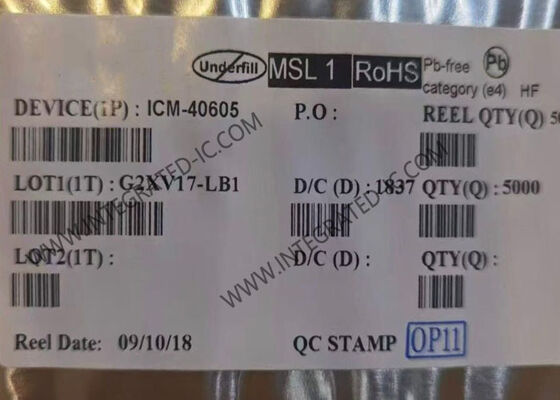 Underfill MSL 1 RoHS Pb-free category (e4) HF Pb
DEVICE(1P) : ICM-40605 P.O : REEL QTY(Q)
LOT1(1T) : G2XV17-LB1 D/C (D) : 1837 QTY(Q) : 5000
LOT2(1T) : D/C (D) : QTY(Q) :
Reel Date: 09/10/18 QC STAMP OP11
WWW.INTEGRATED-IC.COM
WWW.INTEGRATED-IC.COM